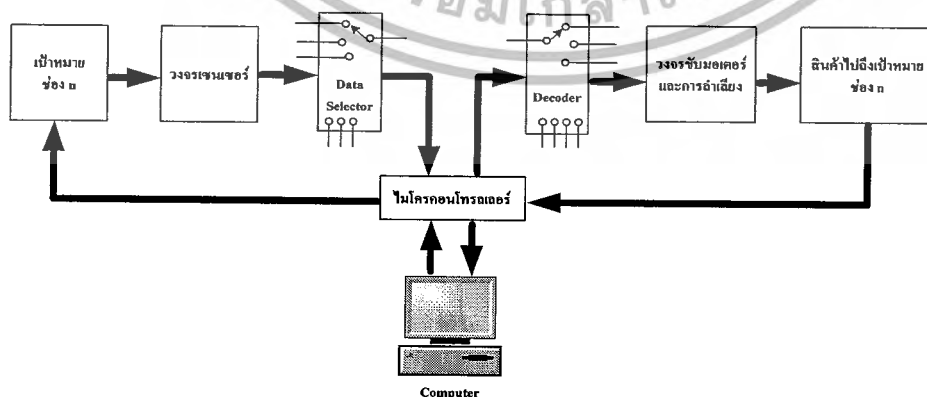 เป้าหมาย
ช่อง n
วงจรเซนเซอร์
Data
Selector
Decoder
วงจรขับมอเตอร์
และการลำเลียง
สินค้าไปถึงเป้าหมาย
ช่อง n
ไมโครคอนโทรลเลอร์
Computer